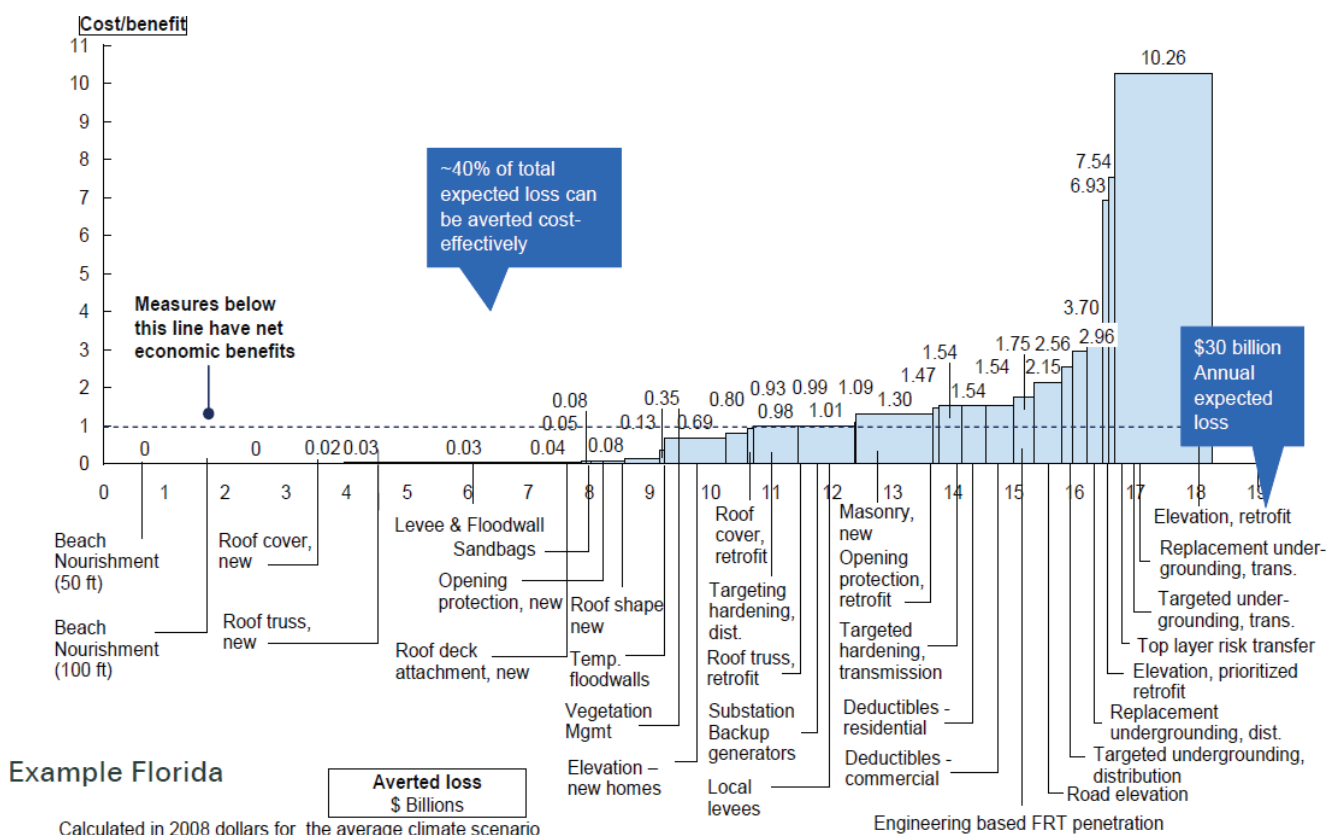 Cost/benefit
11
10
9
8
7
6
5
4
3
2
1
0
~40% of total
expected loss can
be averted cost-
effectively
Measures below
this line have net
economic benefits
$30 billion
Annual
expected
loss
0
0
0.02
0.03
0.03
0.04
0.05
0.08
0.08
0.13
0.35
0.69
0.80
0.93
0.98
0.99
1.01
1.09
1.30
1.47
1.54
1.54
1.54
1.75
2.15
2.56
2.96
3.70
6.93
7.54
10.26
0 1 2 3 4 5 6 7 8 9 10 11 12 13 14 15 16 17 18 19
Beach
Nourishment
(50 ft)
Beach
Nourishment
(100 ft)
Roof cover,
new
Roof truss,
new
Levee & Floodwall
Sandbags
Opening
protection, new
Roof deck
attachment, new
Roof shape
new
Temp.
floodwalls
Vegetation
Mgmt
Elevation –
new homes
Roof
cover,
retrofit
Targeting
hardening,
dist.
Roof truss,
retrofit
Substation
Backup
generators
Local
levees
Masonry,
new
Opening
protection,
retrofit
Targeted
hardening,
transmission
Deductibles -
residential
Deductibles -
commercial
Engineering based FRT penetration
Road elevation
Targeted undergrounding,
distribution
Replacement
undergrounding, dist.
Elevation, prioritized
retrofit
Top layer risk transfer
Targeted under-
grounding, trans.
Replacement under-
grounding, trans.
Elevation, retrofit
Example Florida
Averted loss
$ Billions
Calculated in 2008 dollars for the average climate scenario